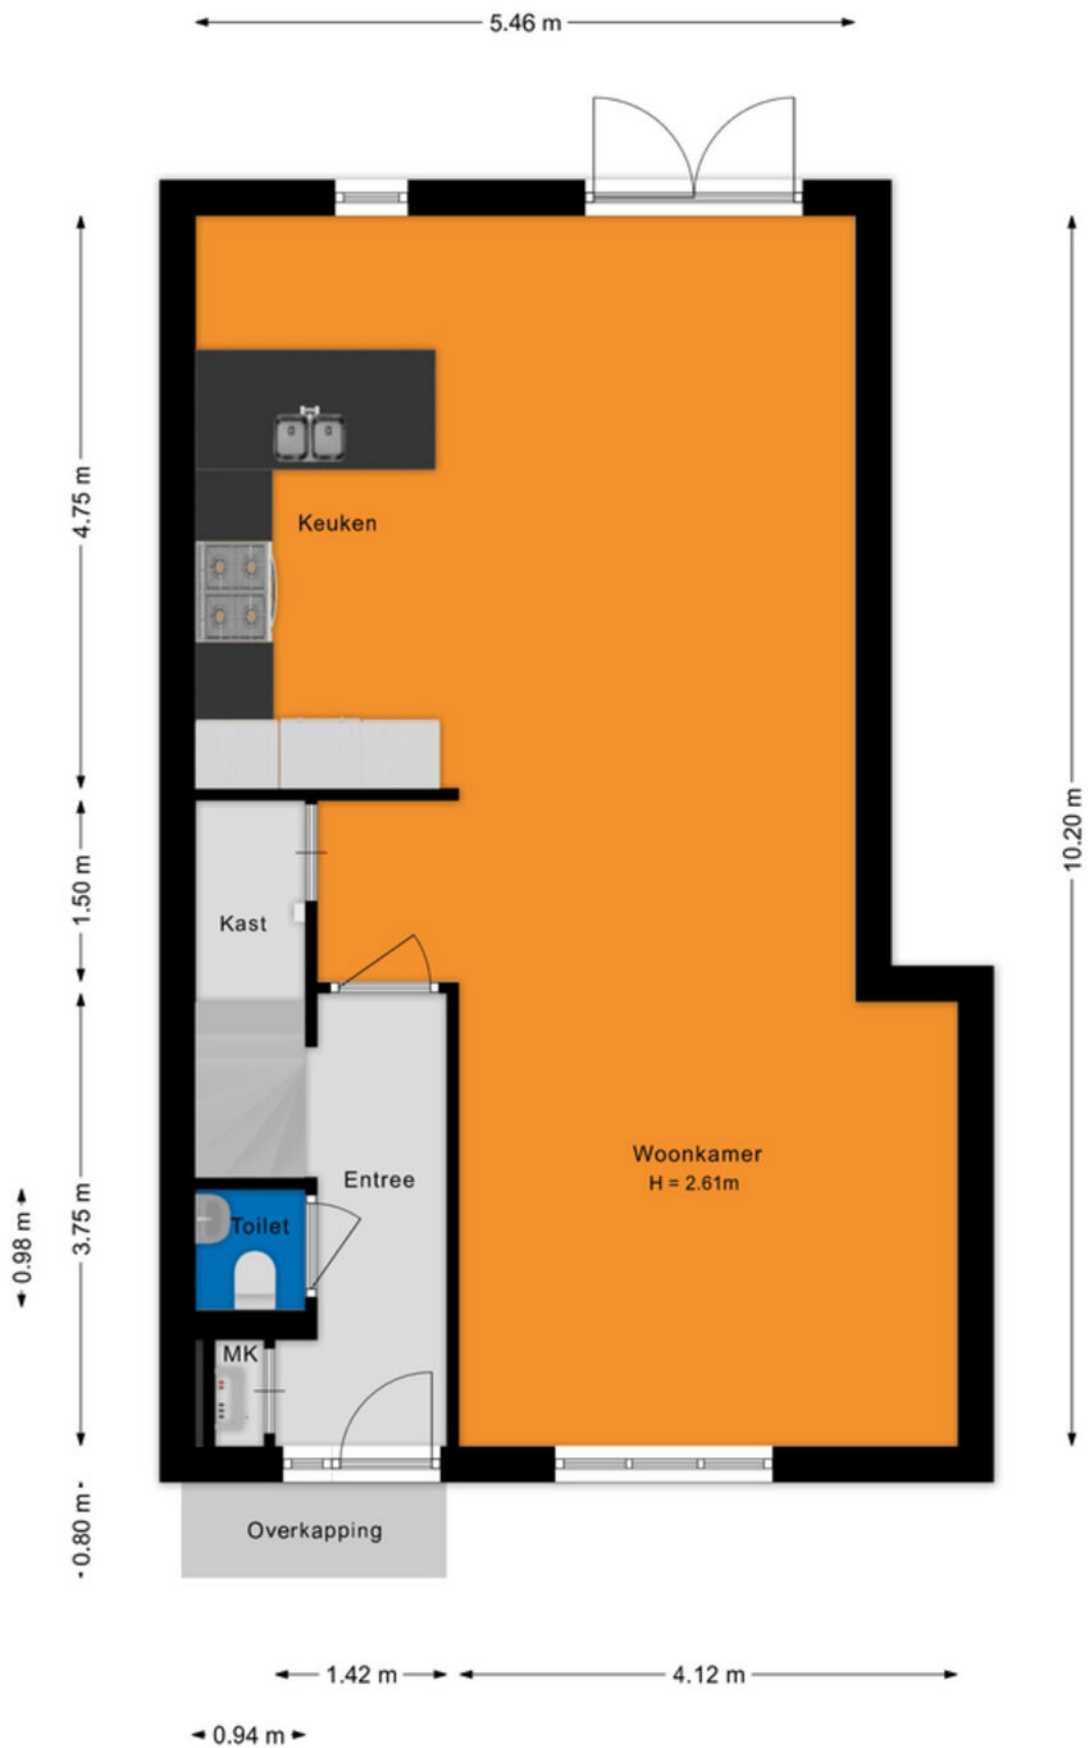 5.46 m
4.75 m
Keuken
10.20 m
1.50 m
Kast
Woonkamer
H = 2.61m
Entree
3.75 m
0.98 m
Toilet
MK
0.80 m
Overkapping
1.42 m
4.12 m
0.94 m